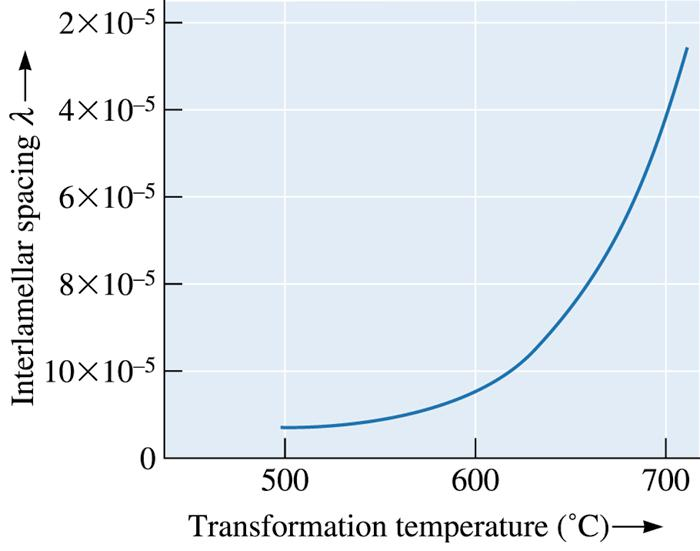 2×10⁻⁵
4×10⁻⁵
6×10⁻⁵
8×10⁻⁵
10×10⁻⁵
0
Interlamellar spacing λ
500 600 700
Transformation temperature (°C)